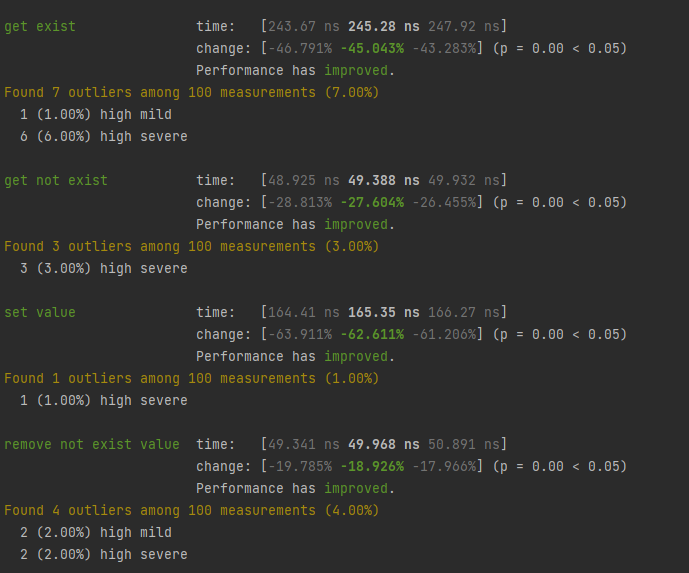 get exist time: [243.67 ns 245.28 ns 247.92 ns]
change: [-46.791% -45.043% -43.283%] (p = 0.00 < 0.05)
Performance has improved.
Found 7 outliers among 100 measurements (7.00%)
1 (1.00%) high mild
6 (6.00%) high severe
get not exist time: [48.925 ns 49.388 ns 49.932 ns]
change: [-28.813% -27.604% -26.455%] (p = 0.00 < 0.05)
Performance has improved.
Found 3 outliers among 100 measurements (3.00%)
3 (3.00%) high severe
set value time: [164.41 ns 165.35 ns 166.27 ns]
change: [-63.911% -62.611% -61.206%] (p = 0.00 < 0.05)
Performance has improved.
Found 1 outliers among 100 measurements (1.00%)
1 (1.00%) high severe
remove not exist value time: [49.341 ns 49.968 ns 50.891 ns]
change: [-19.785% -18.926% -17.966%] (p = 0.00 < 0.05)
Performance has improved.
Found 4 outliers among 100 measurements (4.00%)
2 (2.00%) high mild
2 (2.00%) high severe